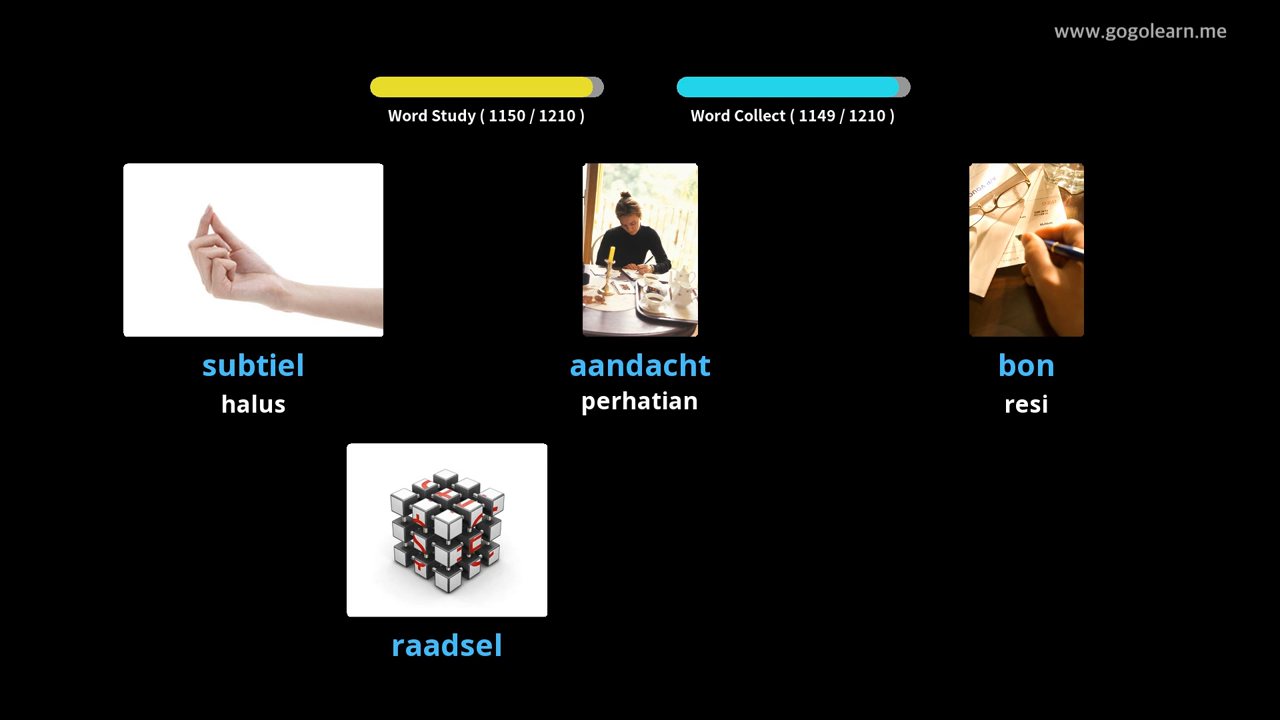 www.gogolearn.me
Word Study ( 1150 / 1210 )
Word Collect ( 1149 / 1210 )
subtiel
halus
aandacht
perhatian
bon
resi
raadsel